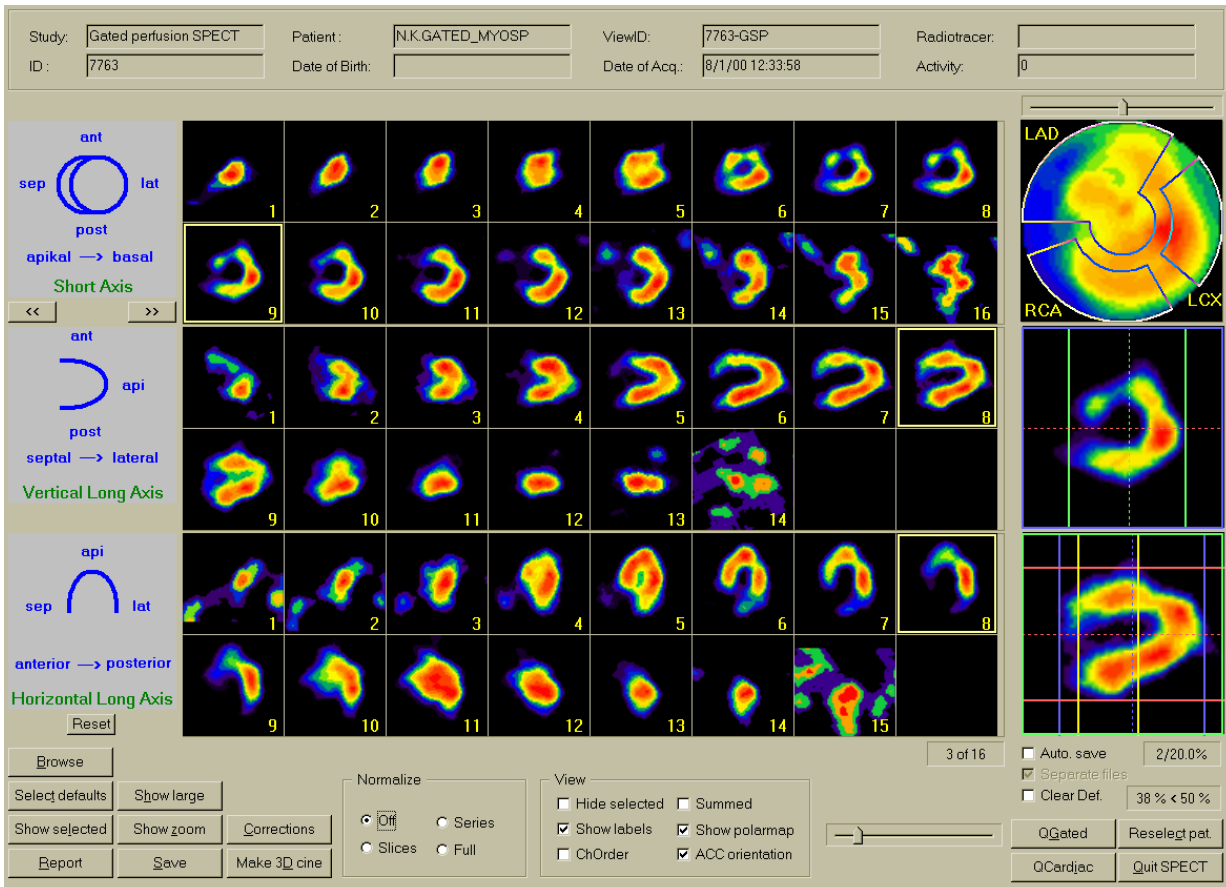 Study: Gated perfusion SPECT Patient : N.K.GATED_MYOSP ViewID: 7763-GSP Radiotracer:
ID : 7763 Date of Birth: Date of Acq.: 8/1/00 12:33:58 Activity: 0
ant
sep lat
post
apikal —> basal
Short Axis
<< >>
1 2 3 4 5 6 7 8
9 10 11 12 13 14 15 16
LAD
RCA LCX
ant
api
post
septal —> lateral
Vertical Long Axis
1 2 3 4 5 6 7 8
9 10 11 12 13 14
api
sep lat
anterior —> posterior
Horizontal Long Axis
Reset
1 2 3 4 5 6 7 8
9 10 11 12 13 14 15
3 of 16
Browse
Select defaults Show large
Show selected Show zoom Corrections
Report Save Make 3D cine
Normalize
Off Series
Slices Full
View
Hide selected Summed
Show labels Show polarmap
ChOrder ACC orientation
Auto. save 2/20.0%
Separate files
Clear Def. 38 % < 50 %
QGated Reselect pat.
QCardiac Quit SPECT